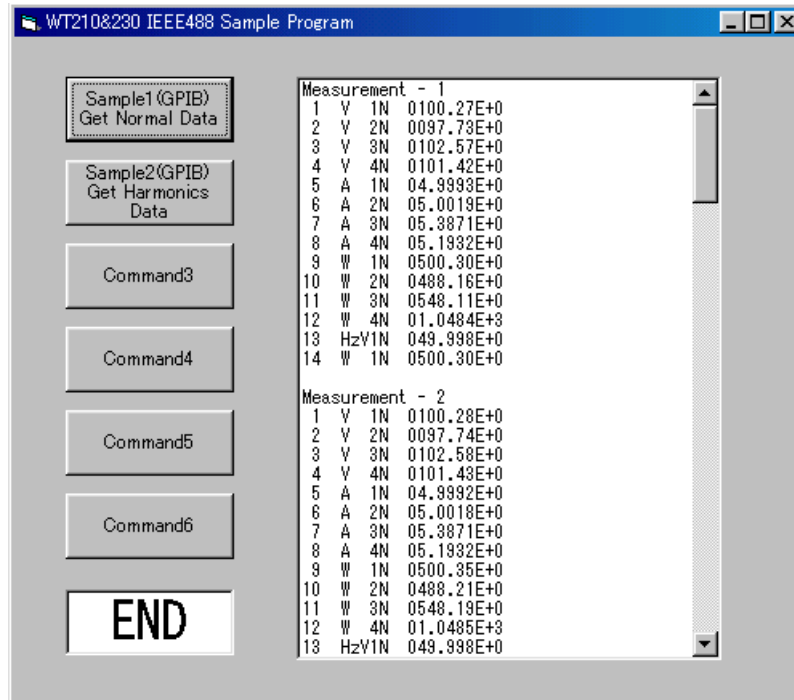 WT210&230 IEEE488 Sample Program
Sample1(GPIB)
Get Normal Data
Sample2(GPIB)
Get Harmonics
Data
Command3
Command4
Command5
Command6
END
Measurement - 1
1 V 1N 0100.27E+0
2 V 2N 0097.73E+0
3 V 3N 0102.57E+0
4 V 4N 0101.42E+0
5 A 1N 04.9993E+0
6 A 2N 05.0019E+0
7 A 3N 05.3871E+0
8 A 4N 05.1932E+0
9 W 1N 0500.30E+0
10 W 2N 0488.16E+0
11 W 3N 0548.11E+0
12 W 4N 01.0484E+3
13 HzV1N 049.998E+0
14 W 1N 0500.30E+0
Measurement - 2
1 V 1N 0100.28E+0
2 V 2N 0097.74E+0
3 V 3N 0102.58E+0
4 V 4N 0101.43E+0
5 A 1N 04.9992E+0
6 A 2N 05.0018E+0
7 A 3N 05.3871E+0
8 A 4N 05.1932E+0
9 W 1N 0500.35E+0
10 W 2N 0488.21E+0
11 W 3N 0548.19E+0
12 W 4N 01.0485E+3
13 HzV1N 049.998E+0